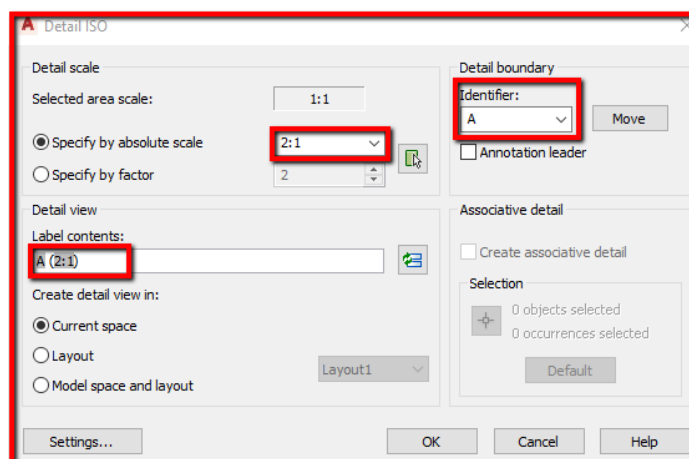 A Detail ISO
Detail scale
Selected area scale: 1:1
Specify by absolute scale 2:1
Specify by factor 2
Detail boundary
Identifier:
A Move
Annotation leader
Detail view
Label contents:
A (2:1)
Create detail view in:
Current space
Layout
Layout1
Model space and layout
Associative detail
Create associative detail
Selection
0 objects selected
0 occurrences selected
Default
Settings... OK Cancel Help